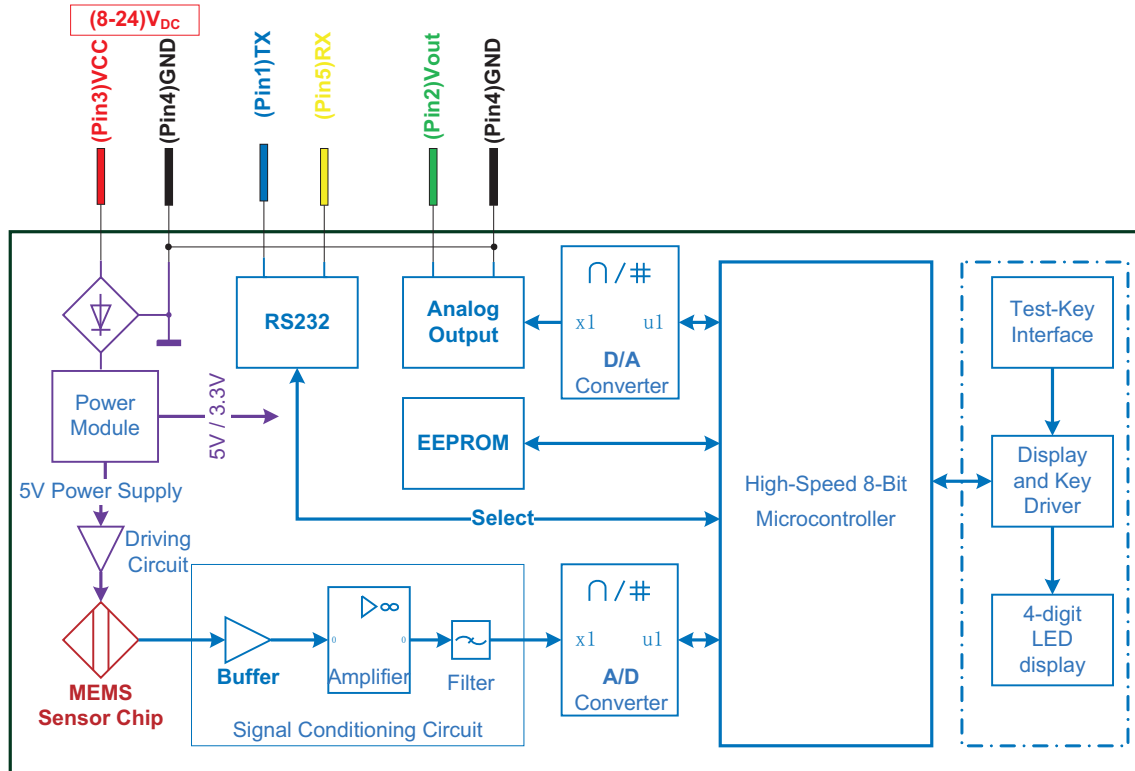 (8-24)VDC
(Pin3)VCC
(Pin4)GND
(Pin1)TX
(Pin5)RX
(Pin2)Vout
(Pin4)GND
RS232
Analog
Output
∩/#
x1 u1
D/A
Converter
Test-Key
Interface
Power
Module
5V / 3.3V
EEPROM
High-Speed 8-Bit
Microcontroller
Display
and Key
Driver
5V Power Supply
Select
Driving
Circuit
MEMS
Sensor Chip
Buffer
▷∞
0 0
Amplifier
Filter
Signal Conditioning Circuit
∩/#
x1 u1
A/D
Converter
4-digit
LED
display